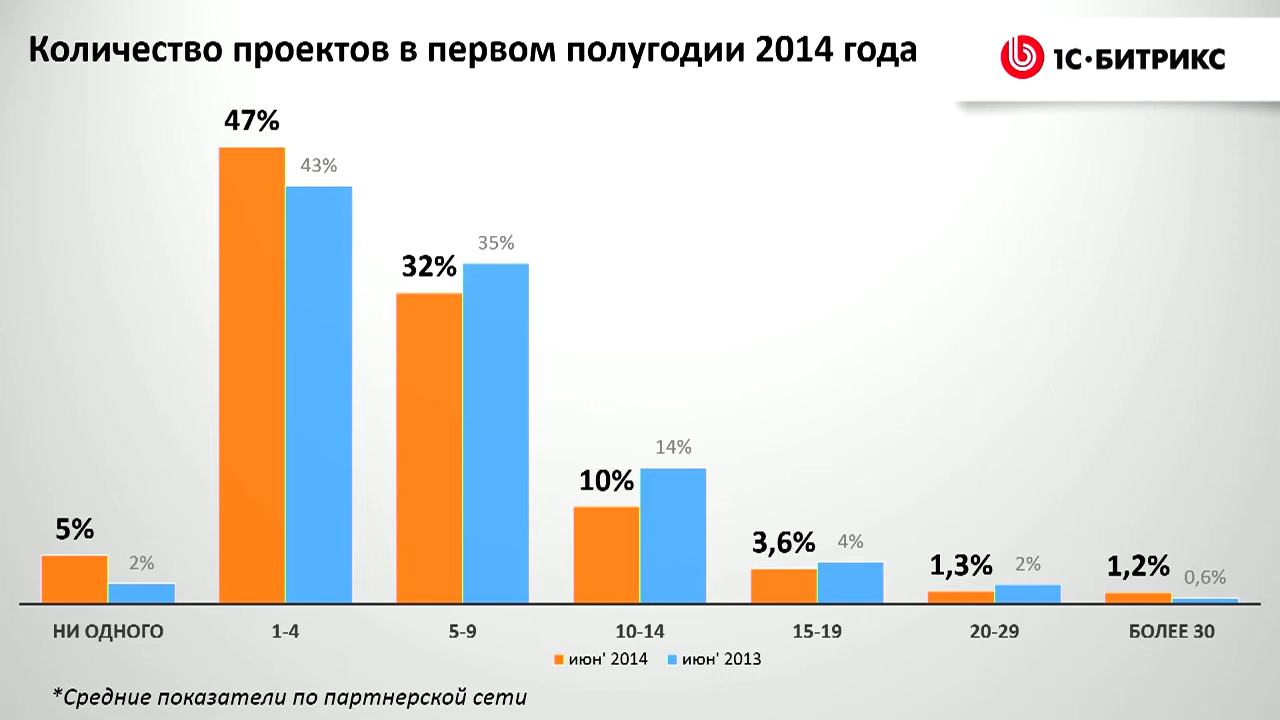 Количество проектов в первом полугодии 2014 года
1С·БИТРИКС
47%
43%
32%
35%
10%
14%
5%
2%
3,6%
4%
1,3%
2%
1,2%
0,6%
НИ ОДНОГО
1-4
5-9
10-14
15-19
20-29
БОЛЕЕ 30
июн' 2014
июн' 2013
*Средние показатели по партнерской сети